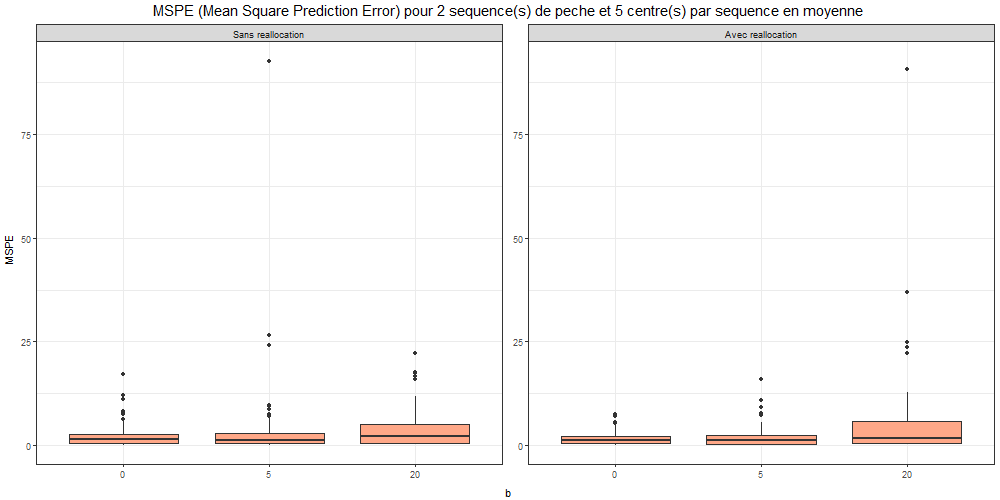 MSPE (Mean Square Prediction Error) pour 2 sequence(s) de peche et 5 centre(s) par sequence en moyenne
Sans reallocation
Avec reallocation
MSPE
75
50
25
0
75
50
25
0
0
5
20
0
5
20
b